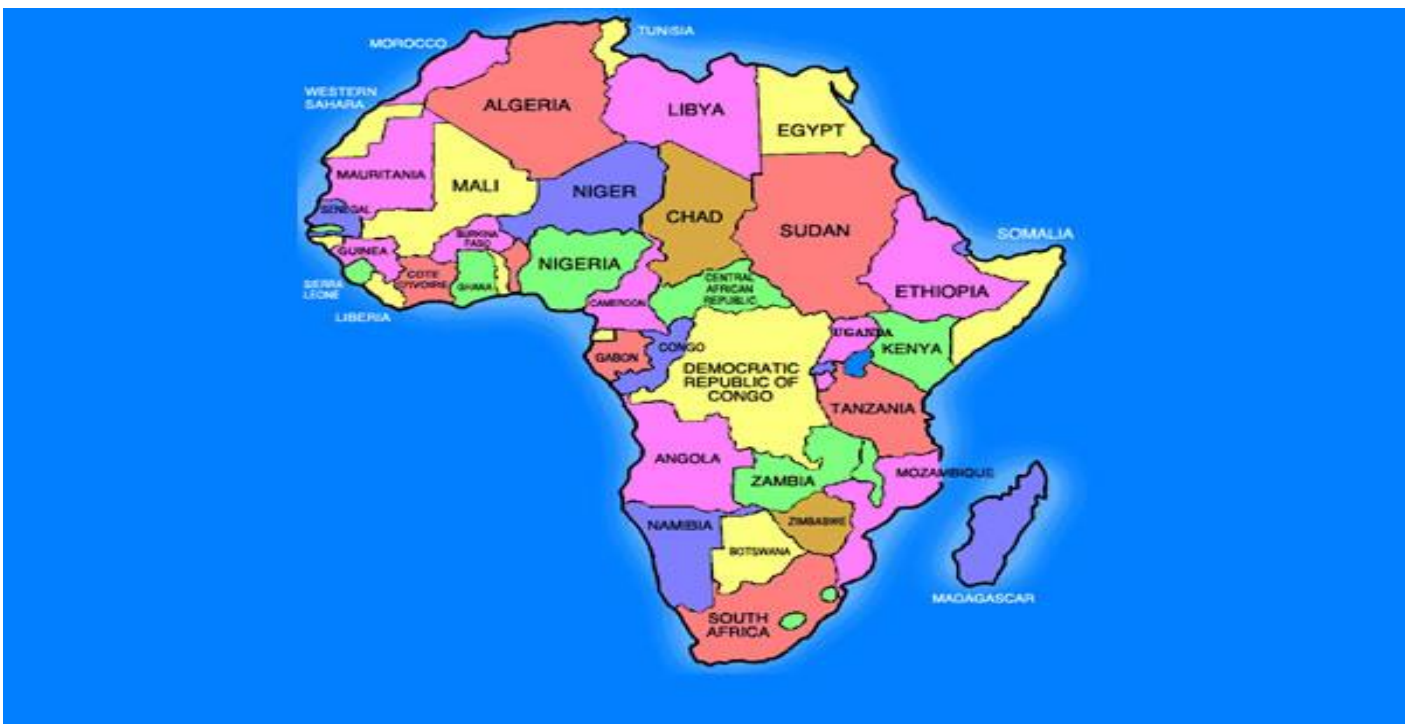 TUNISIA
MOROCCO
WESTERN
SAHARA
ALGERIA
LIBYA
EGYPT
MAURITANIA
MALI
NIGER
CHAD
SUDAN
SENEGAL
BURKINA
FASO
GUINEA
NIGERIA
SOMALIA
ETHIOPIA
COTE
D'IVOIRE
GHANA
SIERRA
LEONE
LIBERIA
CENTRAL
AFRICAN
REPUBLIC
CAMEROON
UGANDA
KENYA
GABON
CONGO
DEMOCRATIC
REPUBLIC OF
CONGO
TANZANIA
ANGOLA
ZAMBIA
MOZAMBIQUE
NAMIBIA
ZIMBABWE
BOTSWANA
MADAGASCAR
SOUTH
AFRICA